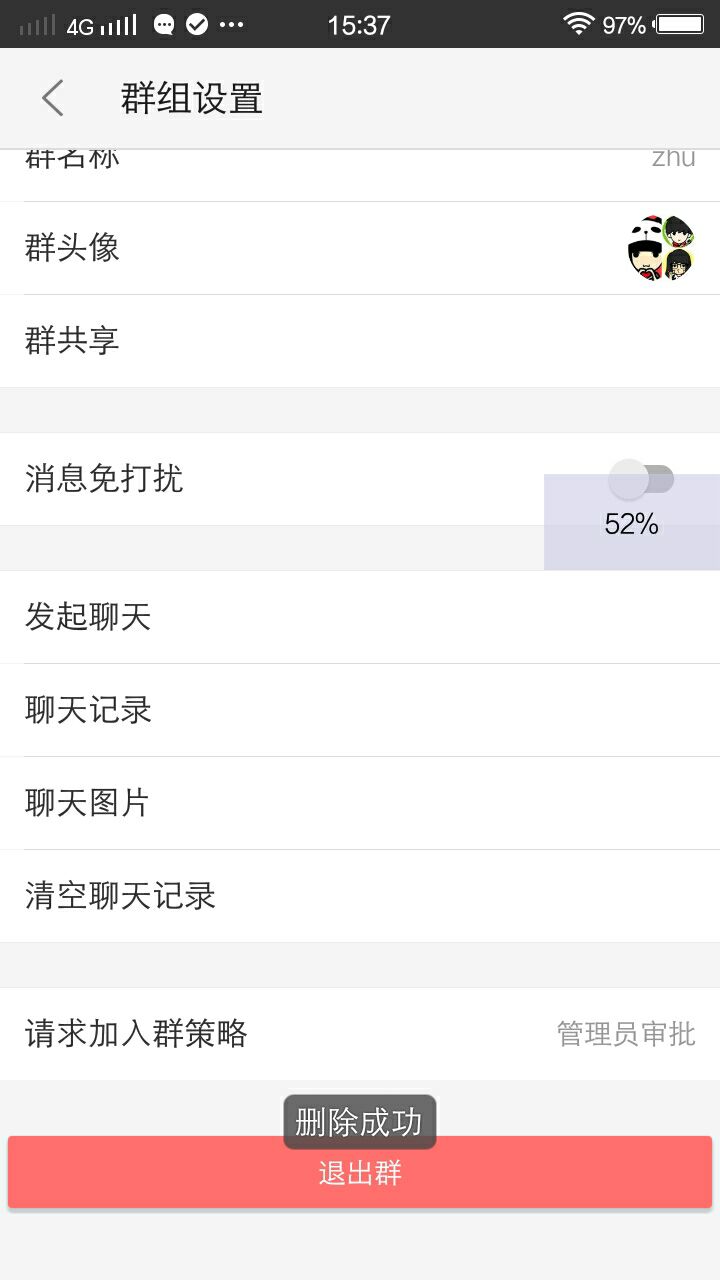 4G 15:37 97%
群组设置
群名称 zhu
群头像
群共享
消息免打扰
52%
发起聊天
聊天记录
聊天图片
清空聊天记录
请求加入群策略 管理员审批
删除成功
退出群